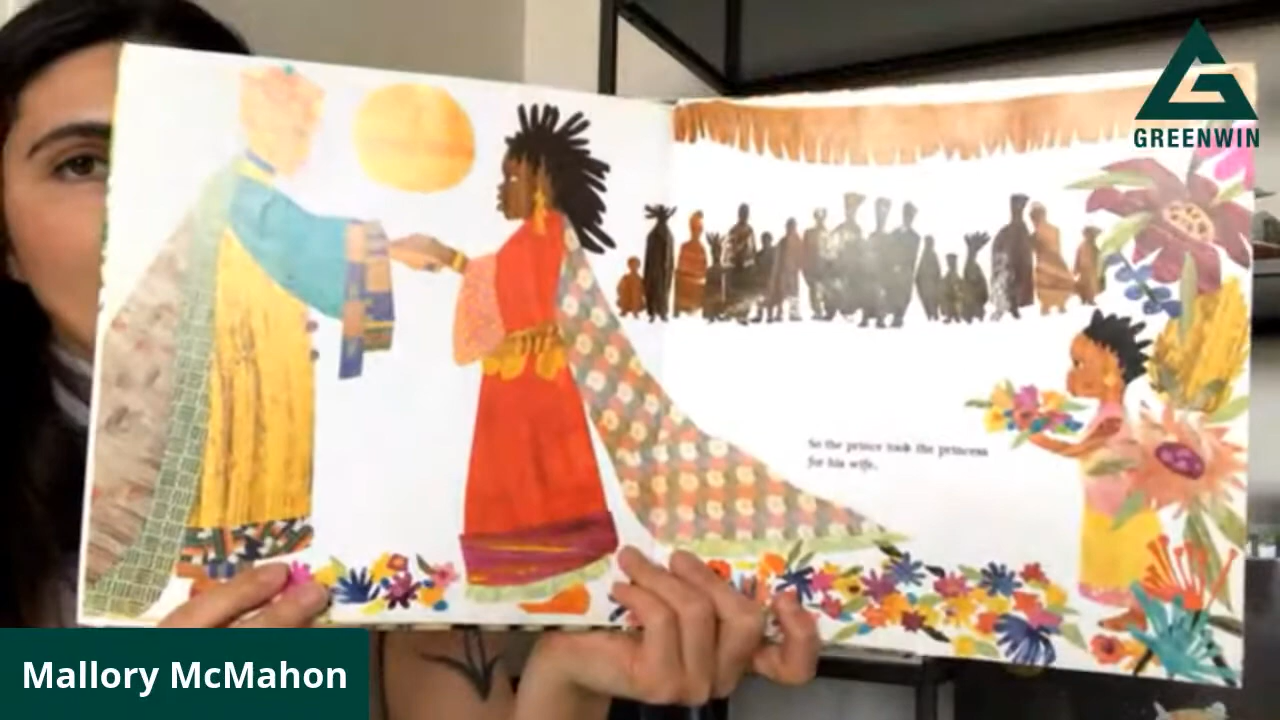 GREENWIN
So the prince took the princess
for his wife.
Mallory McMahon